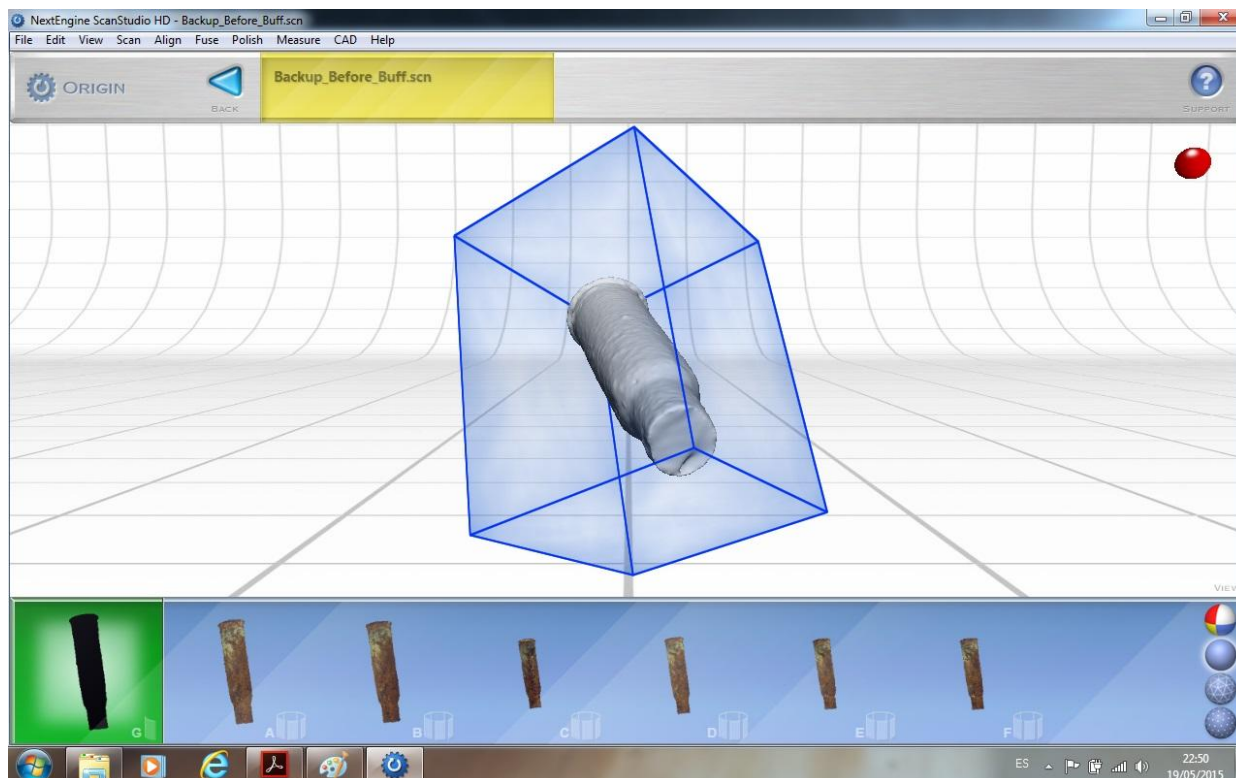 NextEngine ScanStudio HD - Backup_Before_Buff.scn
File Edit View Scan Align Fuse Polish Measure CAD Help
ORIGIN
BACK
Backup_Before_Buff.scn
SUPPORT
VIEW
G A B C D E F
ES 22:50
19/05/2015